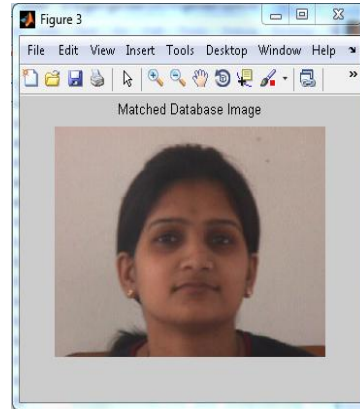 Figure 3
File Edit View Insert Tools Desktop Window Help
Matched Database Image